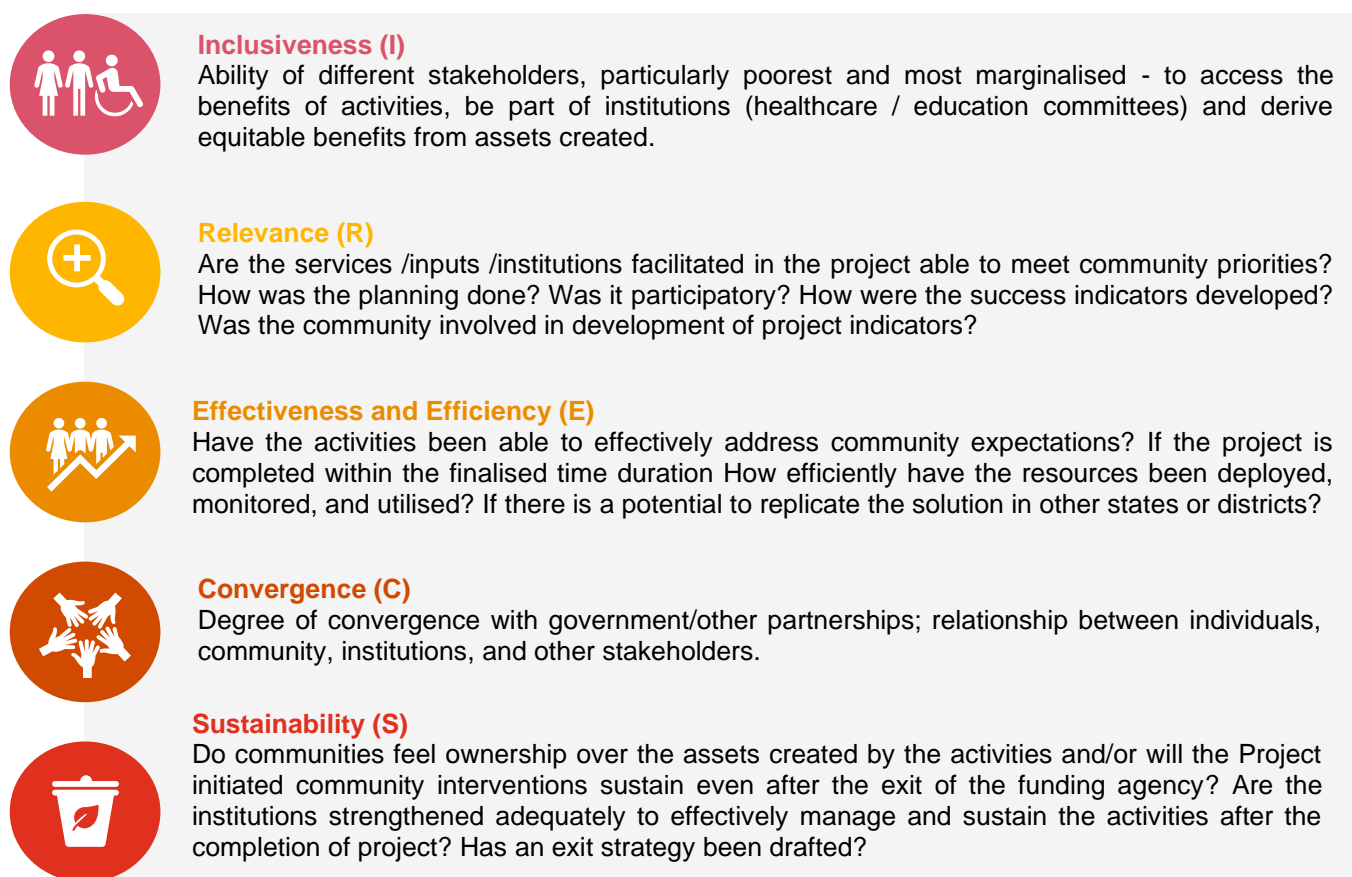 Inclusiveness (I)
Ability of different stakeholders, particularly poorest and most marginalised - to access the
benefits of activities, be part of institutions (healthcare / education committees) and derive
equitable benefits from assets created.
Relevance (R)
Are the services /inputs /institutions facilitated in the project able to meet community priorities?
How was the planning done? Was it participatory? How were the success indicators developed?
Was the community involved in development of project indicators?
Effectiveness and Efficiency (E)
Have the activities been able to effectively address community expectations? If the project is
completed within the finalised time duration How efficiently have the resources been deployed,
monitored, and utilised? If there is a potential to replicate the solution in other states or districts?
Convergence (C)
Degree of convergence with government/other partnerships; relationship between individuals,
community, institutions, and other stakeholders.
Sustainability (S)
Do communities feel ownership over the assets created by the activities and/or will the Project
initiated community interventions sustain even after the exit of the funding agency? Are the
institutions strengthened adequately to effectively manage and sustain the activities after the
completion of project? Has an exit strategy been drafted?